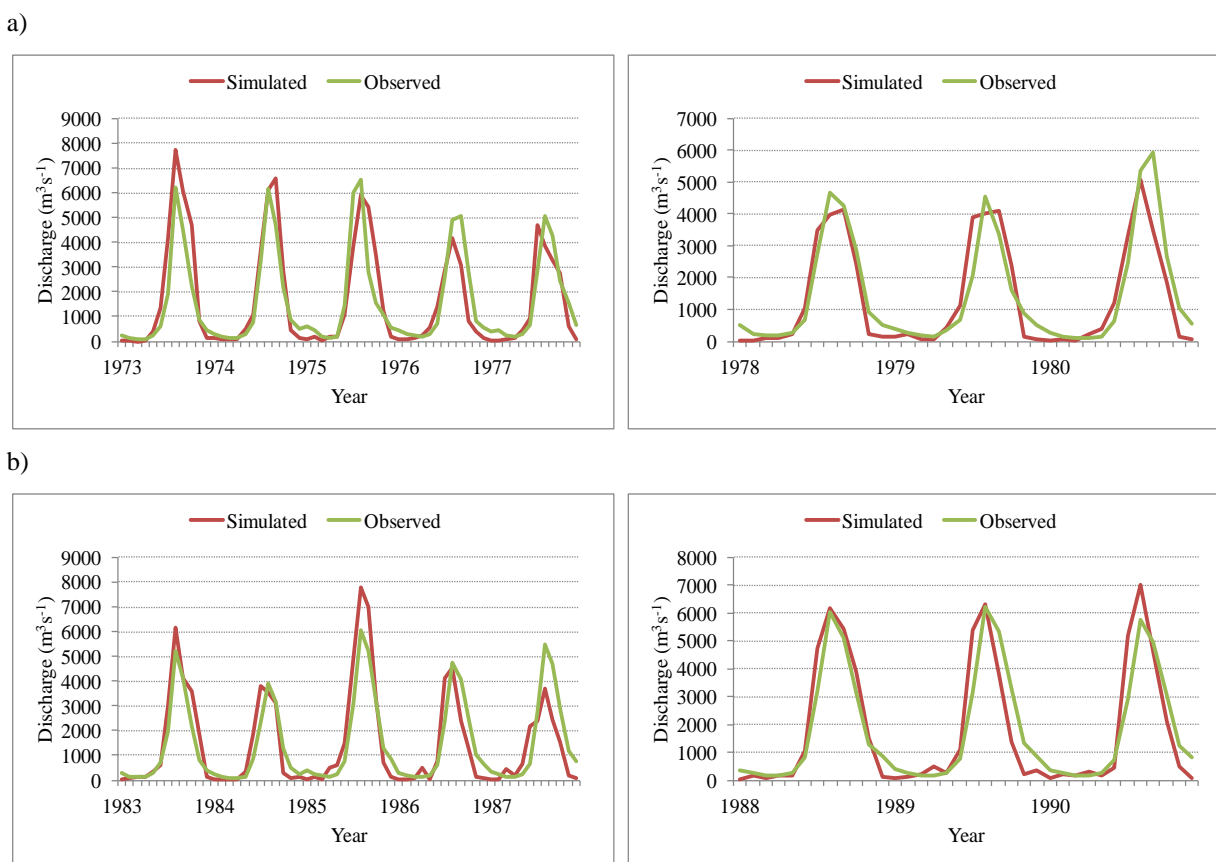 a)
Simulated Observed
9000
8000
7000
6000
5000
4000
3000
2000
1000
0
Discharge (m³s⁻¹)
1973 1974 1975 1976 1977
Year
Simulated Observed
7000
6000
5000
4000
3000
2000
1000
0
Discharge (m³s⁻¹)
1978 1979 1980
Year
b)
Simulated Observed
9000
8000
7000
6000
5000
4000
3000
2000
1000
0
Discharge (m³s⁻¹)
1983 1984 1985 1986 1987
Year
Simulated Observed
8000
7000
6000
5000
4000
3000
2000
1000
0
Discharge (m³s⁻¹)
1988 1989 1990
Year